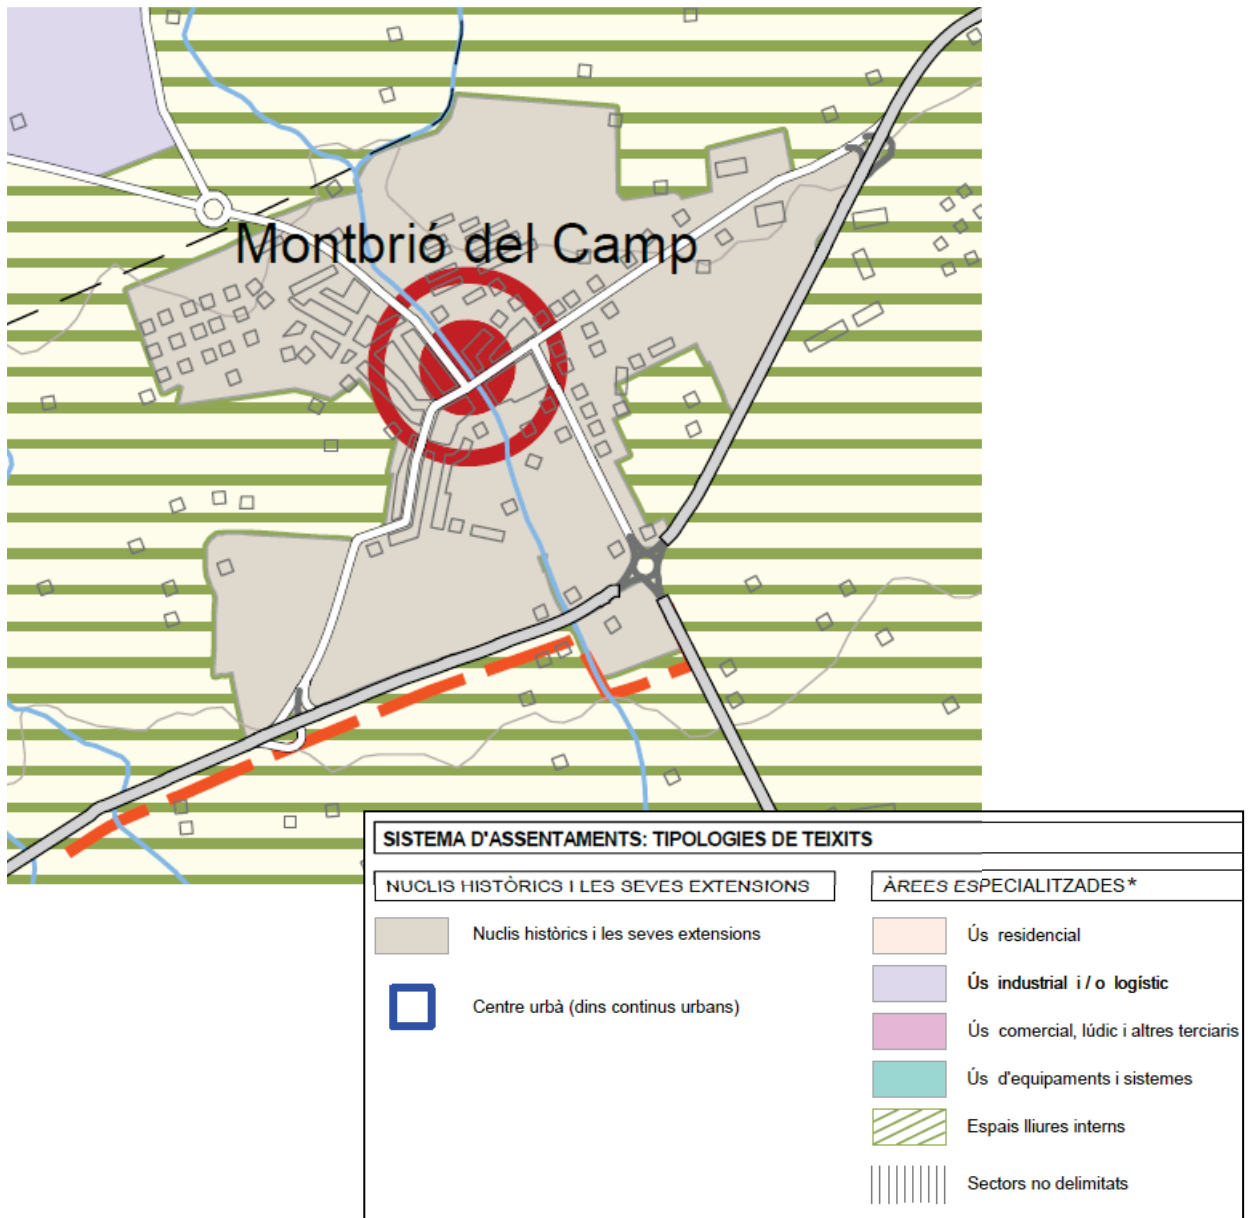 Montbrió del Camp
SISTEMA D'ASSENTAMENTS: TIPOLOGIES DE TEIXITS
NUCLIS HISTÒRICS I LES SEVES EXTENSIONS
Nuclis històrics i les seves extensions
Centre urbà (dins continus urbans)
ÀREES ESPECIALITZADES*
Ús residencial
Ús industrial i / o logístic
Ús comercial, lúdic i altres terciaris
Ús d'equipaments i sistemes
Espais lliures interns
Sectors no delimitats